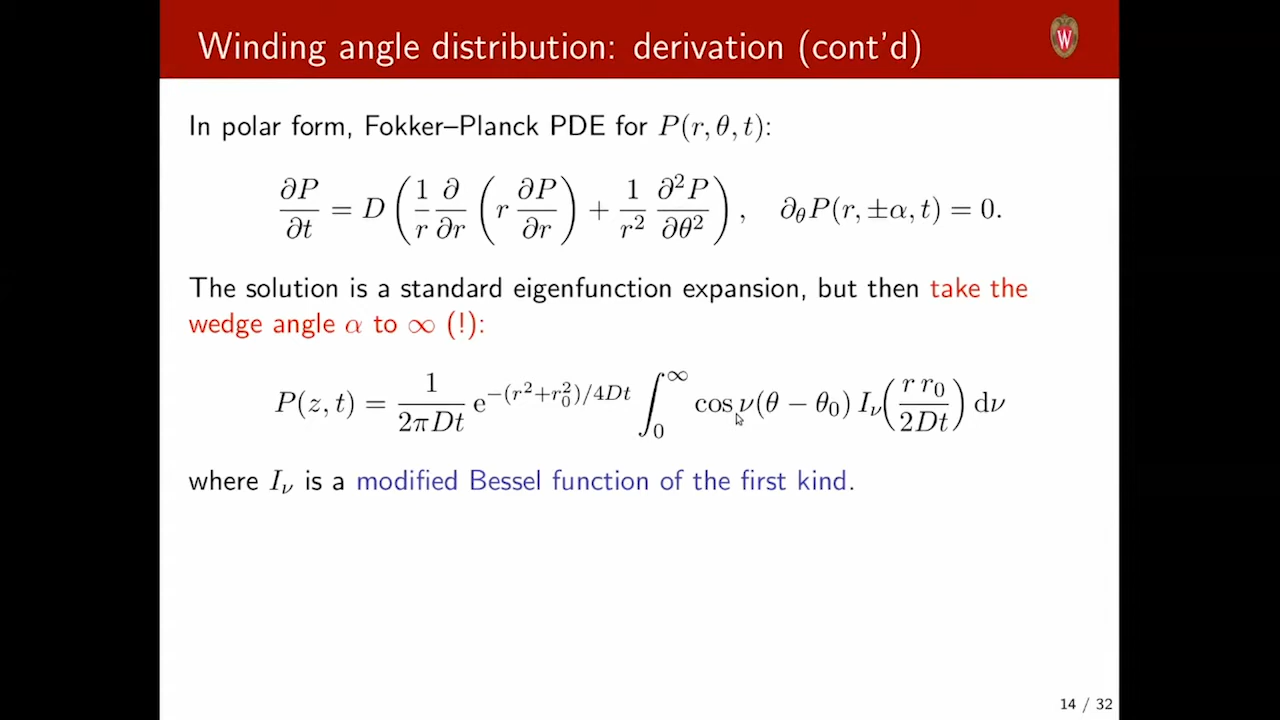 Winding angle distribution: derivation (cont'd)
W
In polar form, Fokker–Planck PDE for P(r, θ, t):
∂P/∂t = D (1/r ∂/∂r (r ∂P/∂r) + 1/r² ∂²P/∂θ²), ∂_θP(r, ±α, t) = 0.
The solution is a standard eigenfunction expansion, but then take the
wedge angle α to ∞ (!):
P(z, t) = 1/(2πDt) e^{−(r²+r₀²)/4Dt} ∫₀^∞ cos ν(θ − θ₀) I_ν(r r₀/2Dt) dν
where I_ν is a modified Bessel function of the first kind.
14 / 32